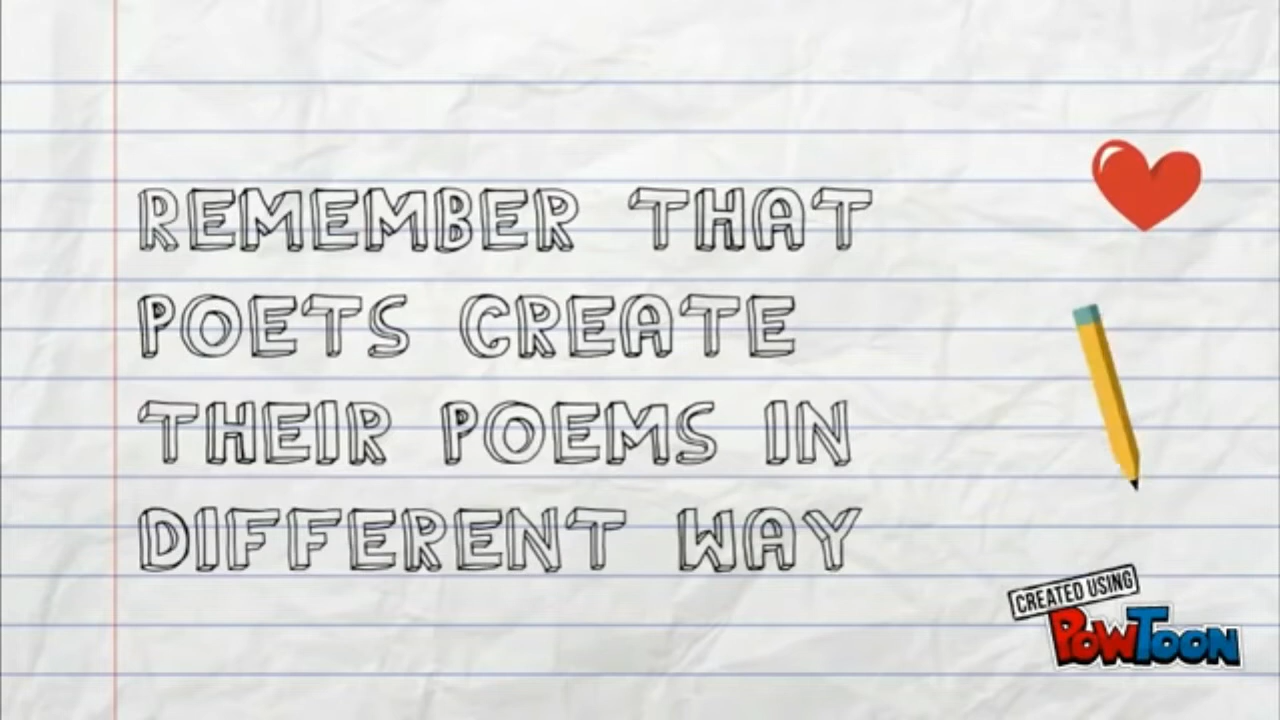 REMEMBER THAT
POETS CREATE
THEIR POEMS IN
DIFFERENT WAY
CREATED USING
POWTOON